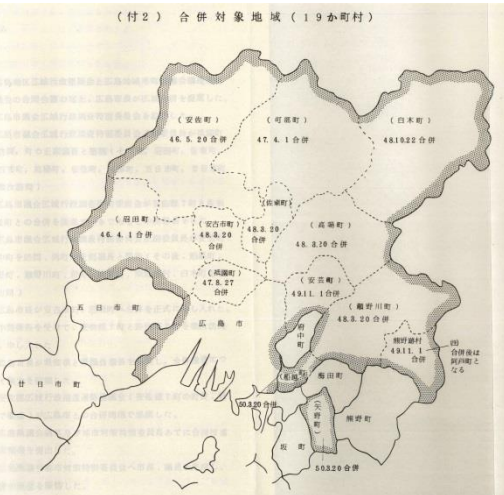 (付2) 合併対象地域(19か町村)
(安佐町)
46.5.20合併
(可部町)
47.4.1合併
(白木町)
48.10.22合併
(沼田町)
46.4.1合併
(安古市町)
48.3.20
合併
(佐東町)
48.3.20
合併
(高陽町)
48.3.20合併
(祇園町)
47.8.27
合併
(安芸町)
49.11.1合併
(瀬野川町)
48.3.20合併
五日市町
広島市
府中町
熊野跡村
49.11.1
合併
合併後は
阿戸町と
なる
廿日市町
(船越町)
海田町
50.3.20合併
(矢野町)
熊野町
坂町
50.3.20合併